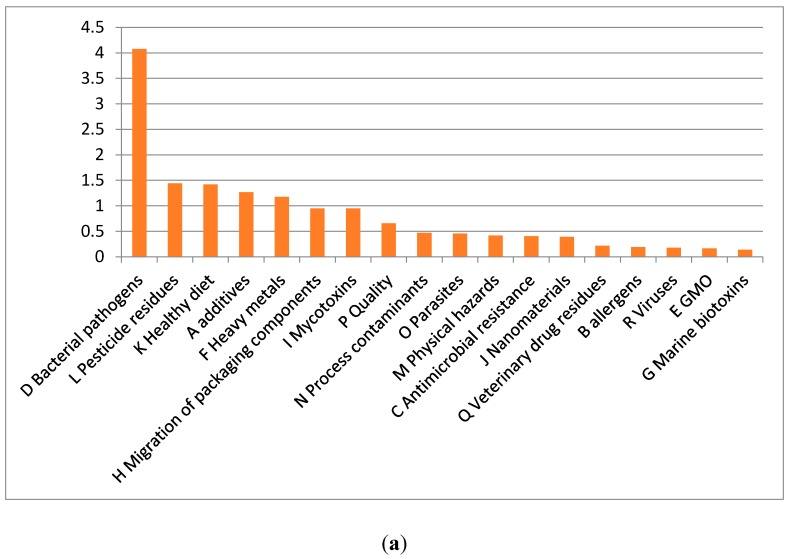 4.5
4
3.5
3
2.5
2
1.5
1
0.5
0
D Bacterial pathogens
L Pesticide residues
K Healthy diet
A additives
F Heavy metals
H Migration of packaging components
I Mycotoxins
P Quality
N Process contaminants
O Parasites
M Physical hazards
C Antimicrobial resistance
J Nanomaterials
Q Veterinary drug residues
B allergens
R Viruses
E GMO
G Marine biotoxins
(a)